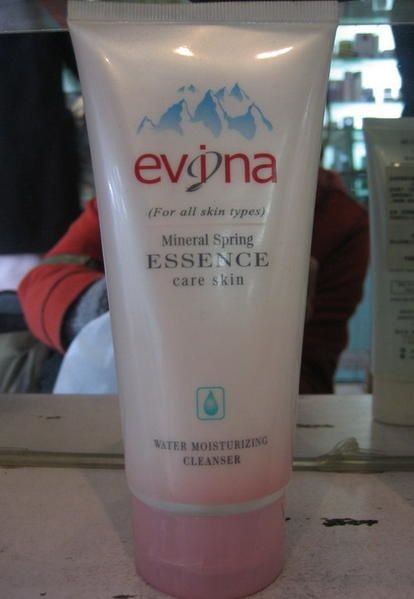 evina
(For all skin types)
Mineral Spring
ESSENCE
care skin
WATER MOISTURIZING
CLEANSER